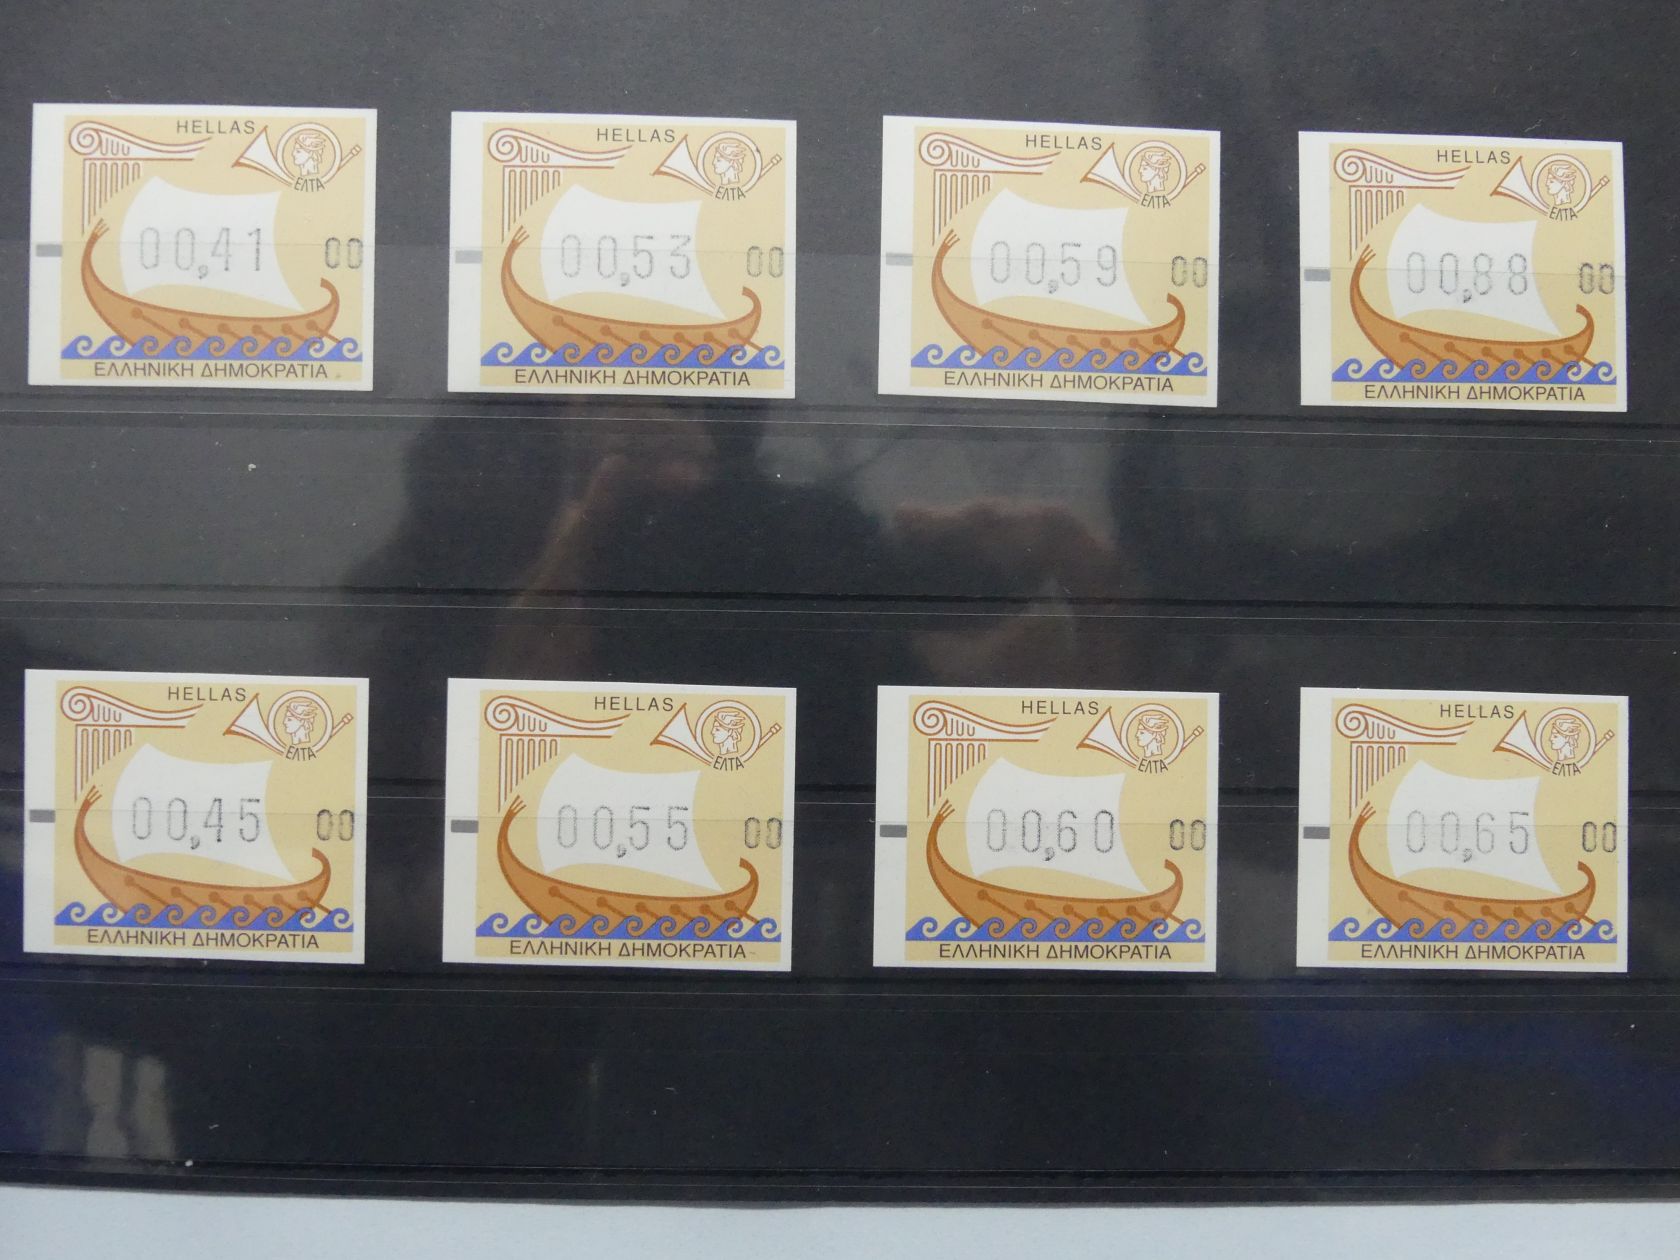 HELLAS
ΕΛΤΑ
00,41 00
ΕΛΛΗΝΙΚΗ ΔΗΜΟΚΡΑΤΙΑ
HELLAS
ΕΛΤΑ
00,53 00
ΕΛΛΗΝΙΚΗ ΔΗΜΟΚΡΑΤΙΑ
HELLAS
ΕΛΤΑ
00,59 00
ΕΛΛΗΝΙΚΗ ΔΗΜΟΚΡΑΤΙΑ
HELLAS
ΕΛΤΑ
00,88 00
ΕΛΛΗΝΙΚΗ ΔΗΜΟΚΡΑΤΙΑ
HELLAS
ΕΛΤΑ
00,45 00
ΕΛΛΗΝΙΚΗ ΔΗΜΟΚΡΑΤΙΑ
HELLAS
ΕΛΤΑ
00,55 00
ΕΛΛΗΝΙΚΗ ΔΗΜΟΚΡΑΤΙΑ
HELLAS
ΕΛΤΑ
00,60 00
ΕΛΛΗΝΙΚΗ ΔΗΜΟΚΡΑΤΙΑ
HELLAS
ΕΛΤΑ
00,65 00
ΕΛΛΗΝΙΚΗ ΔΗΜΟΚΡΑΤΙΑ